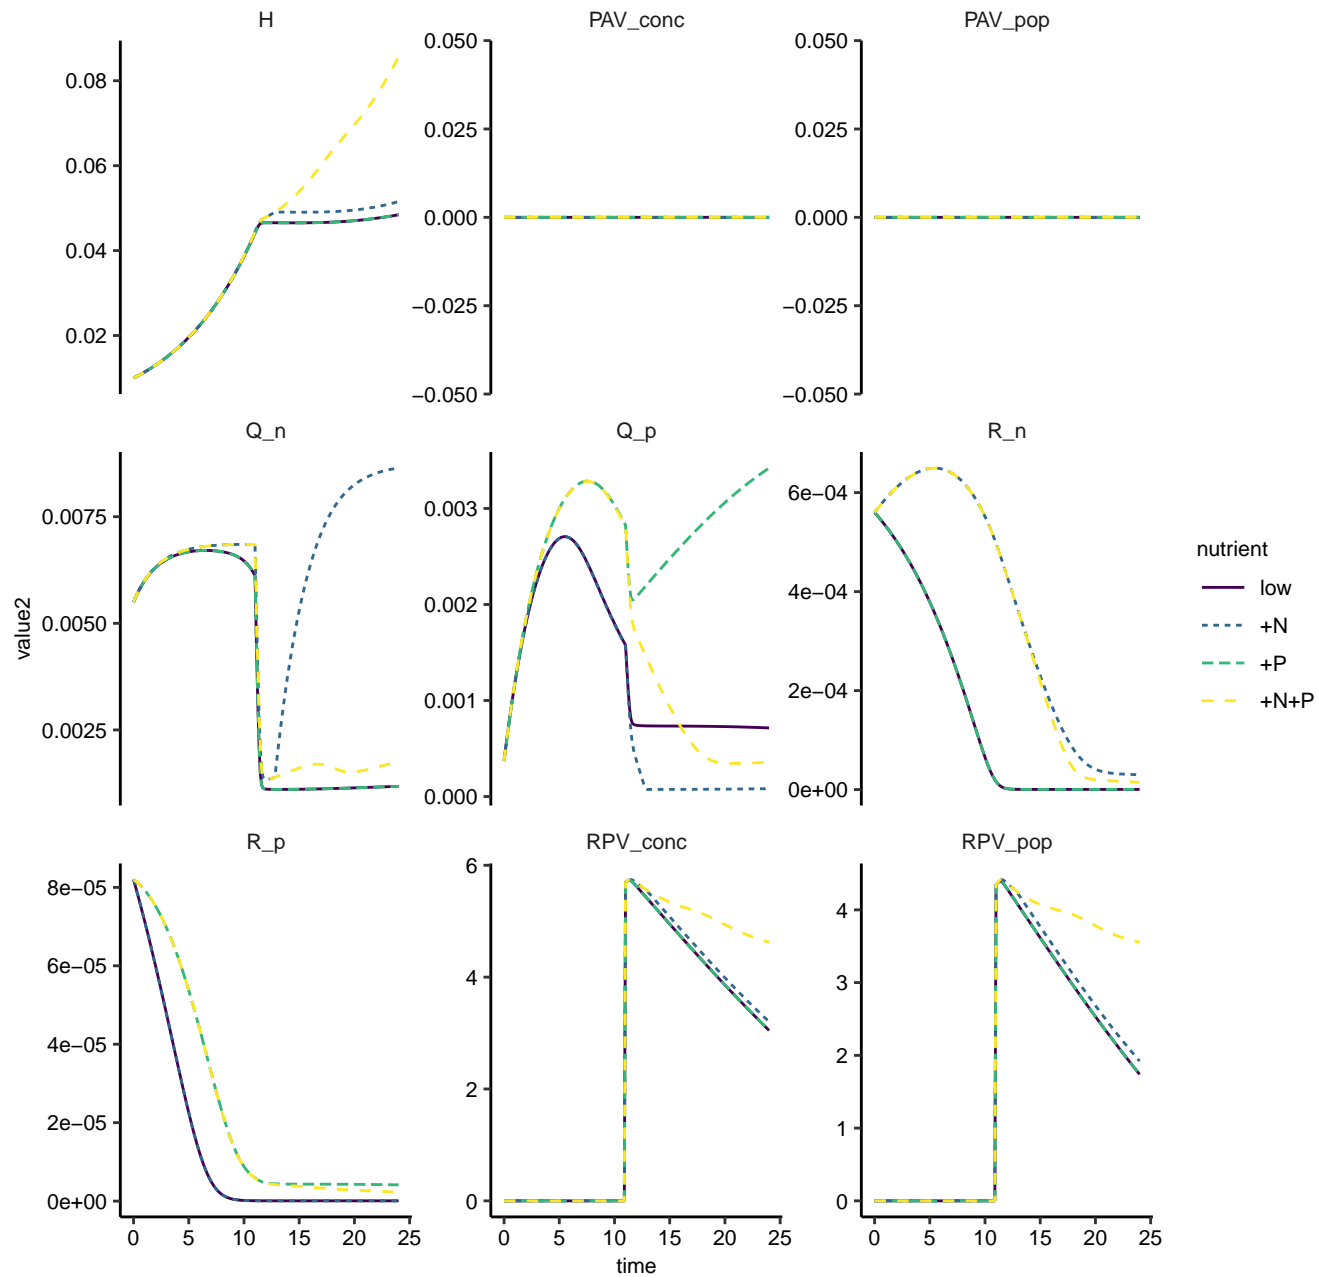 H PAV_conc PAV_pop
0.08
0.06
0.04
0.02
0.050
0.025
0.000
−0.025
−0.050
0.050
0.025
0.000
−0.025
−0.050
Q_n Q_p R_n
0.0075
0.0050
0.0025
0.003
0.002
0.001
0.000
6e−04
4e−04
2e−04
0e+00
value2
R_p RPV_conc RPV_pop
8e−05
6e−05
4e−05
2e−05
0e+00
6
4
2
0
4
3
2
1
0
0 5 10 15 20 25
0 5 10 15 20 25
0 5 10 15 20 25
time
nutrient
low
+N
+P
+N+P